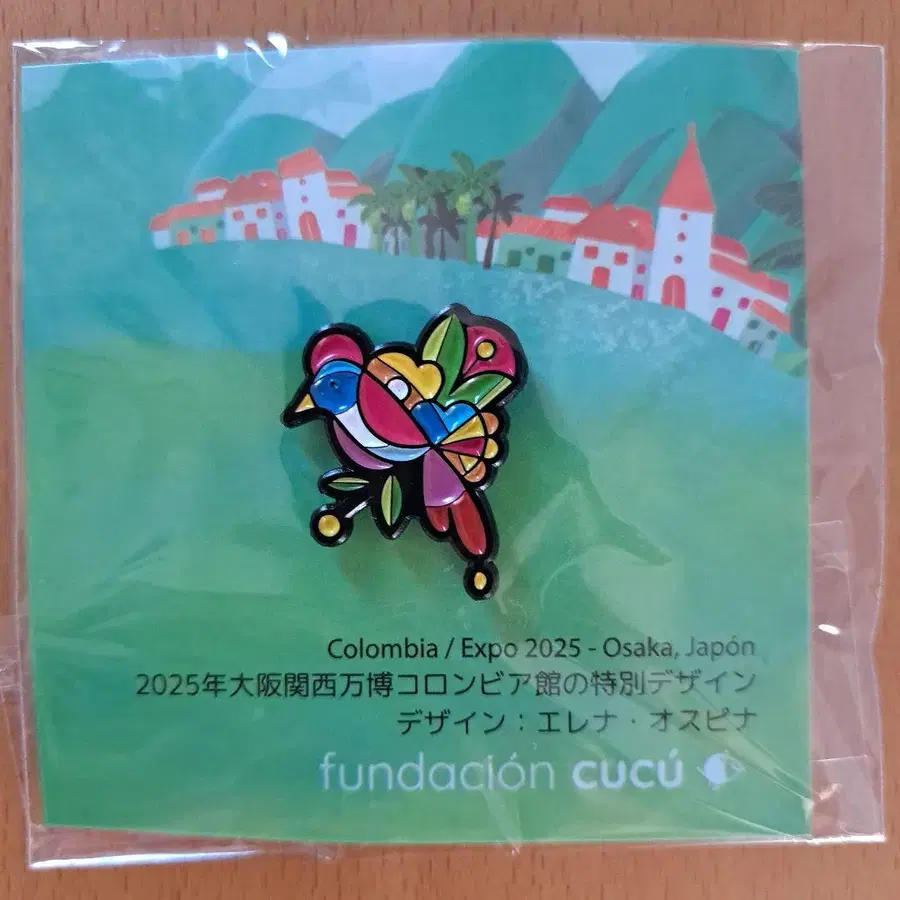 Colombia / Expo 2025 - Osaka, Japón
2025年大阪関西万博コロンビア館の特別デザイン
デザイン：エレナ・オスピナ
fundación cucú